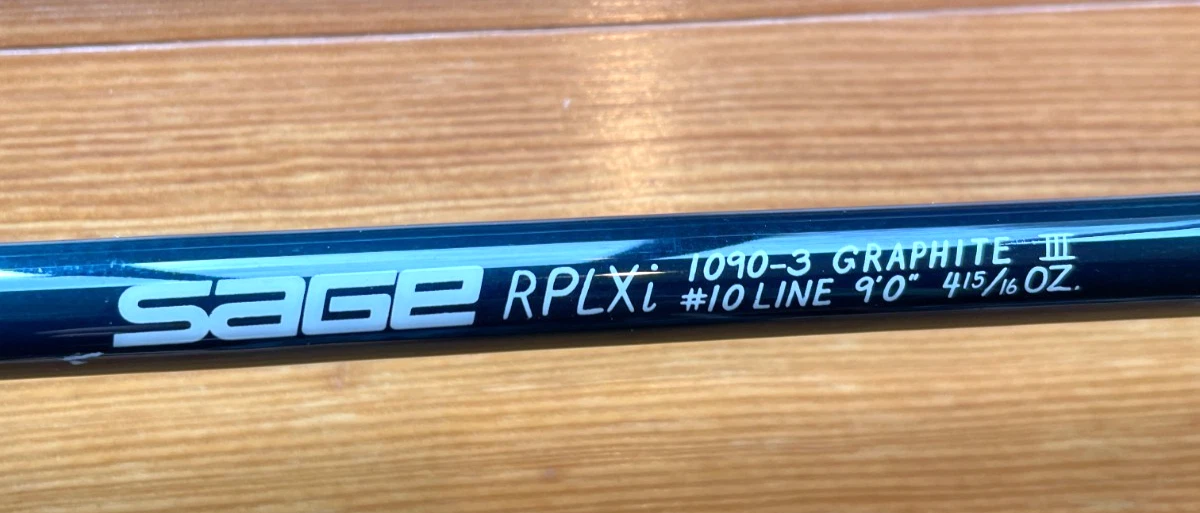 SAGE RPLXi
1090-3 GRAPHITE III
#10 LINE 9'0" 4 15/16 OZ.